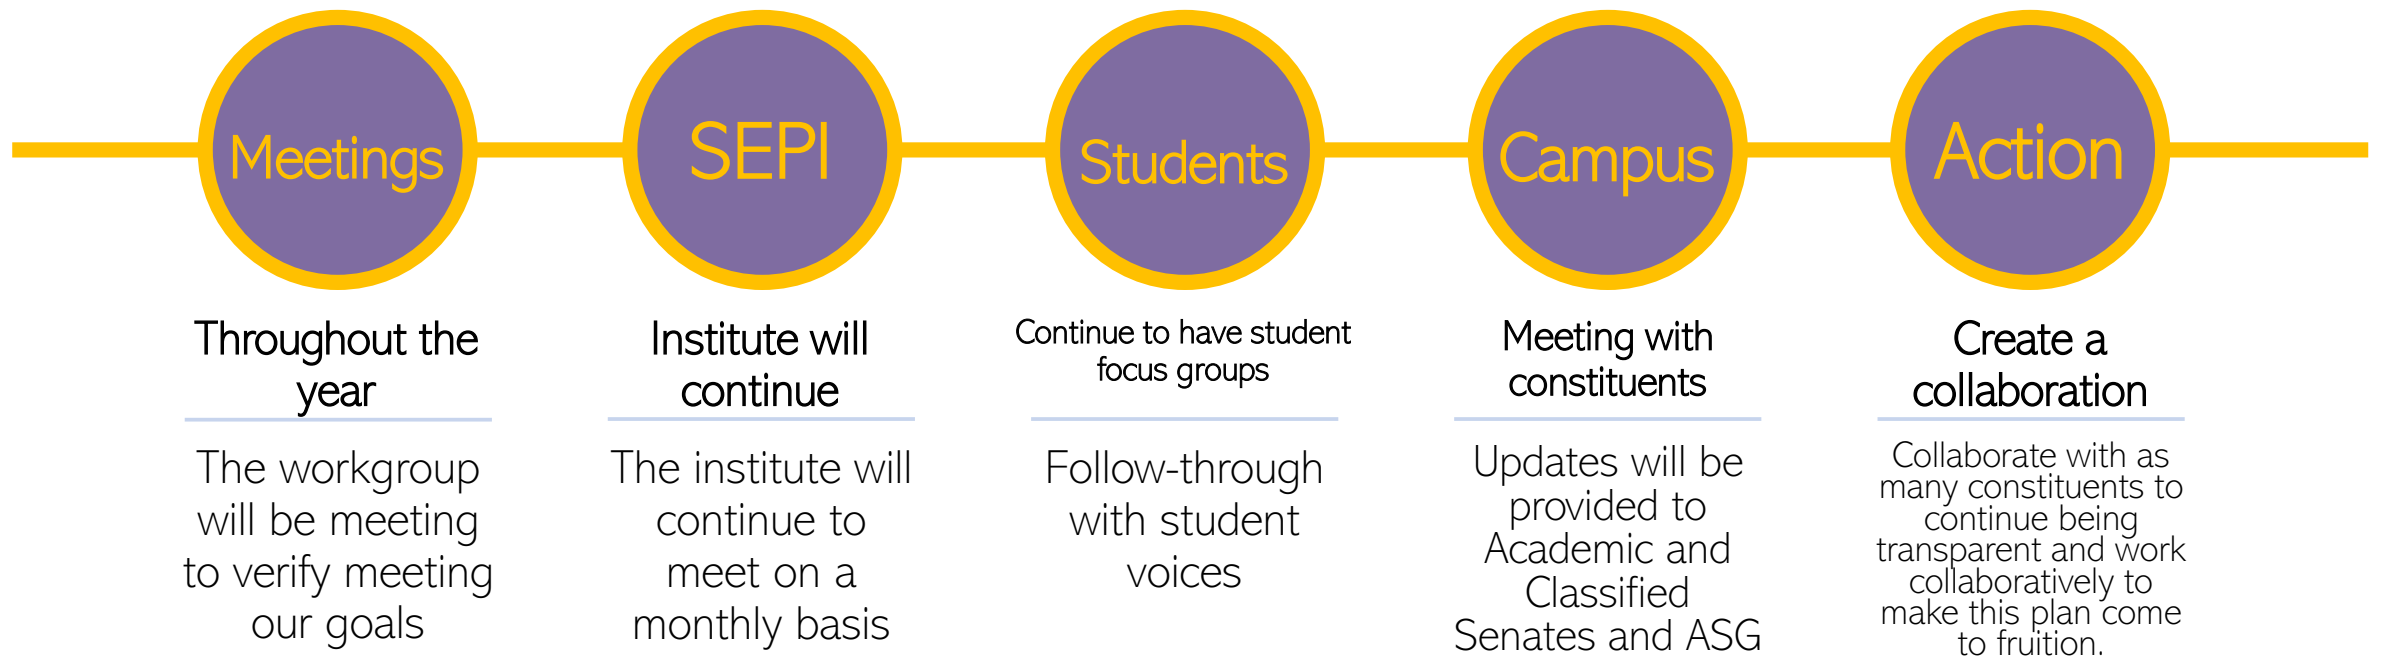 Meetings
Throughout the
year
The workgroup
will be meeting
to verify meeting
our goals
SEPI
Institute will
continue
The institute will
continue to
meet on a
monthly basis
Students
Continue to have student
focus groups
Follow-through
with student
voices
Campus
Meeting with
constituents
Updates will be
provided to
Academic and
Classified
Senates and ASG
Action
Create a
collaboration
Collaborate with as
many constituents to
continue being
transparent and work
collaboratively to
make this plan come
to fruition.